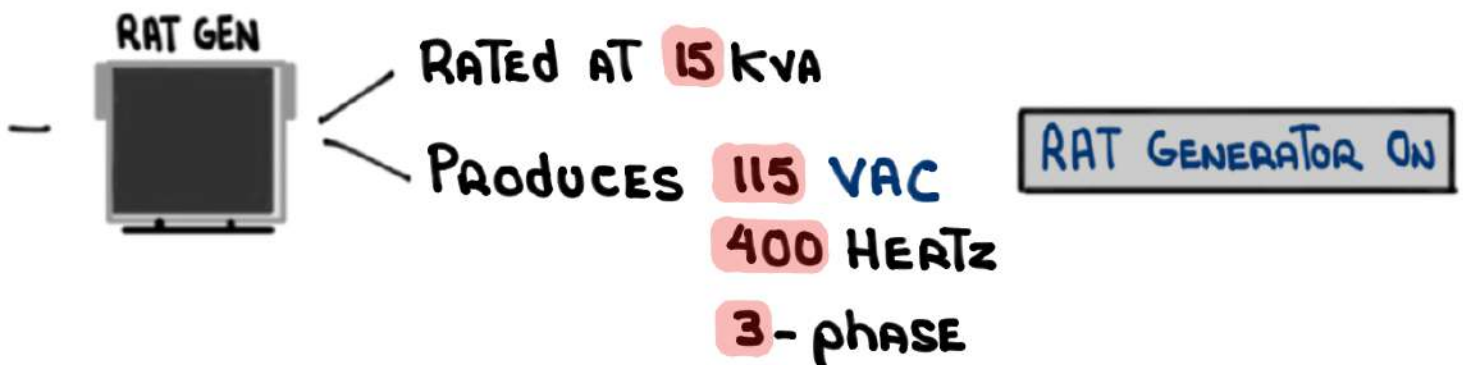 RAT GEN
RATEd AT 15 KVA
PROdUCES 115 VAC
400 HERTZ
3-phASE
RAT GENERATOR ON